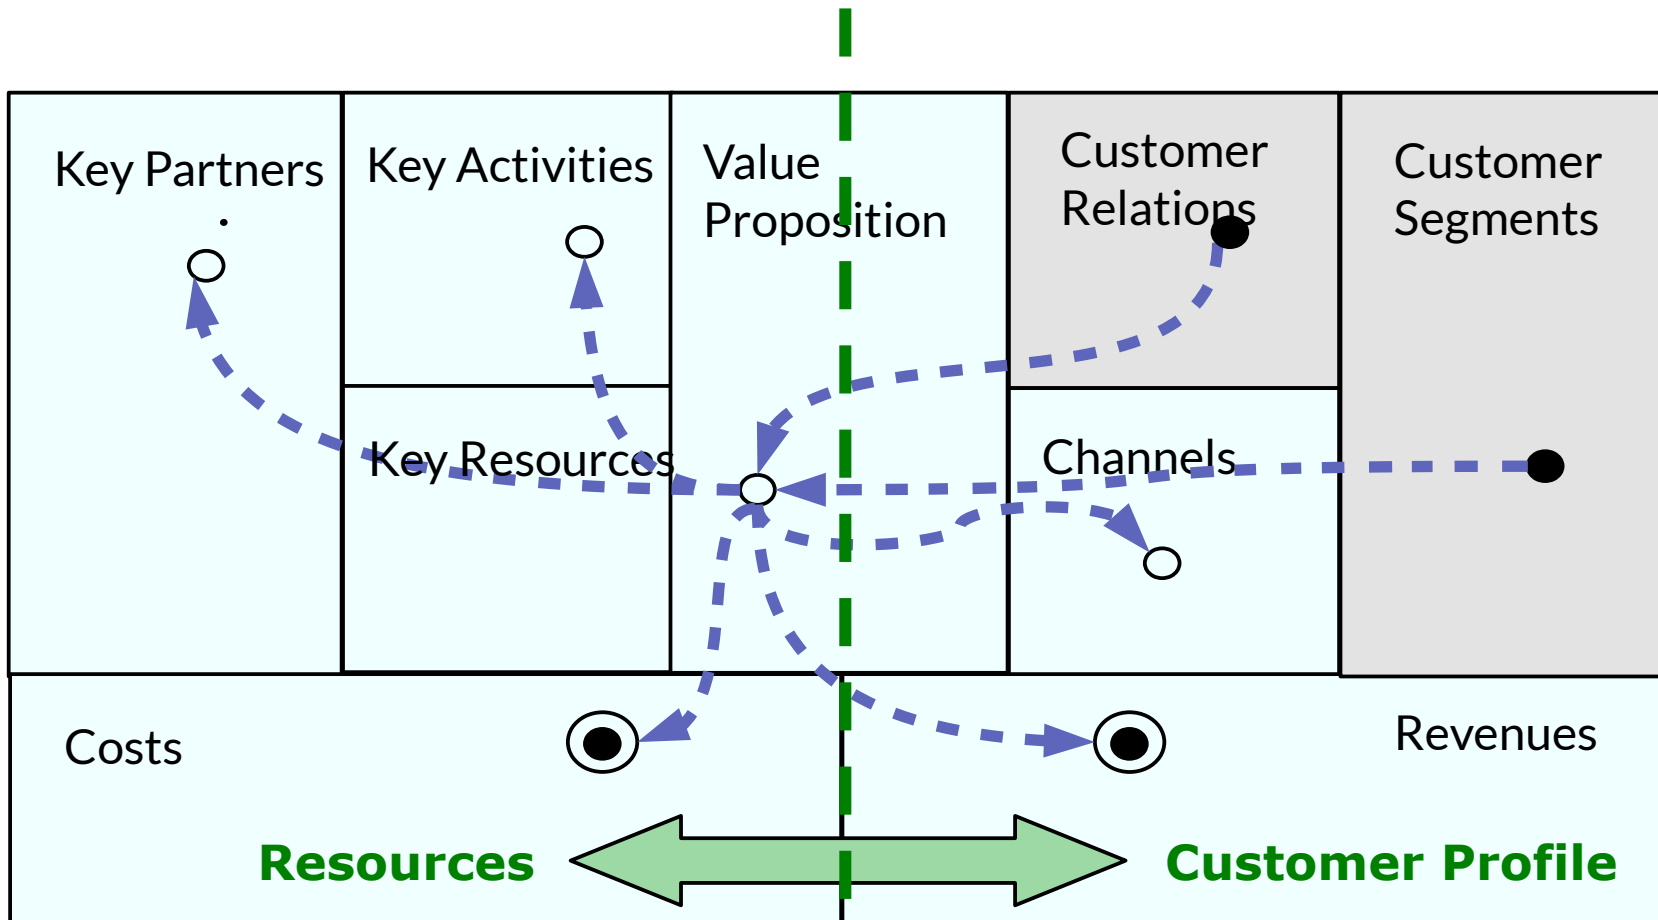 Key Partners
.
Key Activities
Value
Proposition
Customer
Relations
Customer
Segments
Key Resources
Channels
Costs
Revenues
Resources
Customer Profile